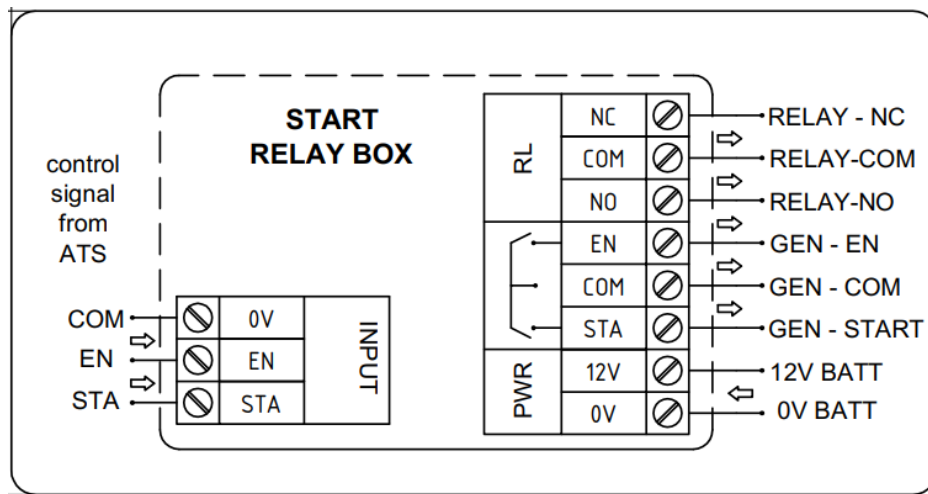 START
RELAY BOX
control
signal
from
ATS
COM
EN
STA
0V
EN
STA
INPUT
RL
NC
COM
NO
EN
COM
STA
PWR
12V
0V
RELAY - NC
RELAY-COM
RELAY-NO
GEN - EN
GEN - COM
GEN - START
12V BATT
0V BATT